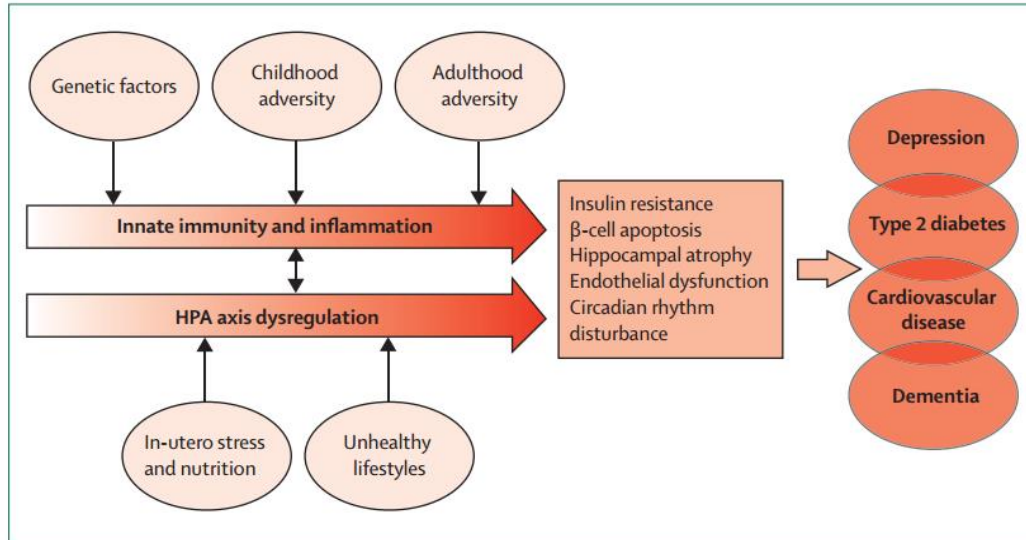 Genetic factors
Childhood
adversity
Adulthood
adversity
Innate immunity and inflammation
HPA axis dysregulation
In-utero stress
and nutrition
Unhealthy
lifestyles
Insulin resistance
β-cell apoptosis
Hippocampal atrophy
Endothelial dysfunction
Circadian rhythm
disturbance
Depression
Type 2 diabetes
Cardiovascular
disease
Dementia